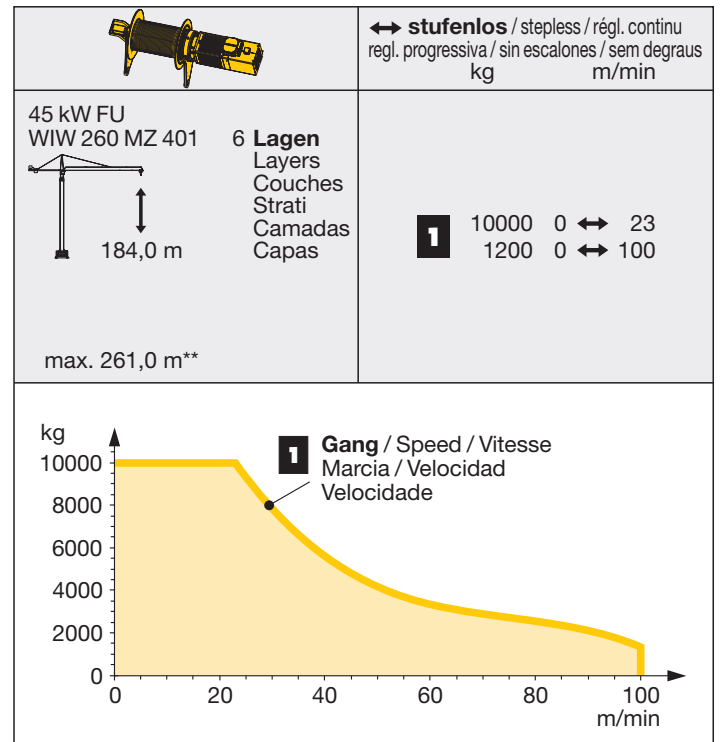 ↔ stufenlos / stepless / régl. continu
regl. progressiva / sin escalones / sem degraus
kg m/min
45 kW FU
WIW 260 MZ 401
6 Lagen
Layers
Couches
Strati
Camadas
Capas
184,0 m
max. 261,0 m**
1
10000 0 ↔ 23
1200 0 ↔ 100
kg
1 Gang / Speed / Vitesse
Marcia / Velocidad
Velocidade
10000
8000
6000
4000
2000
0
0 20 40 60 80 100
m/min